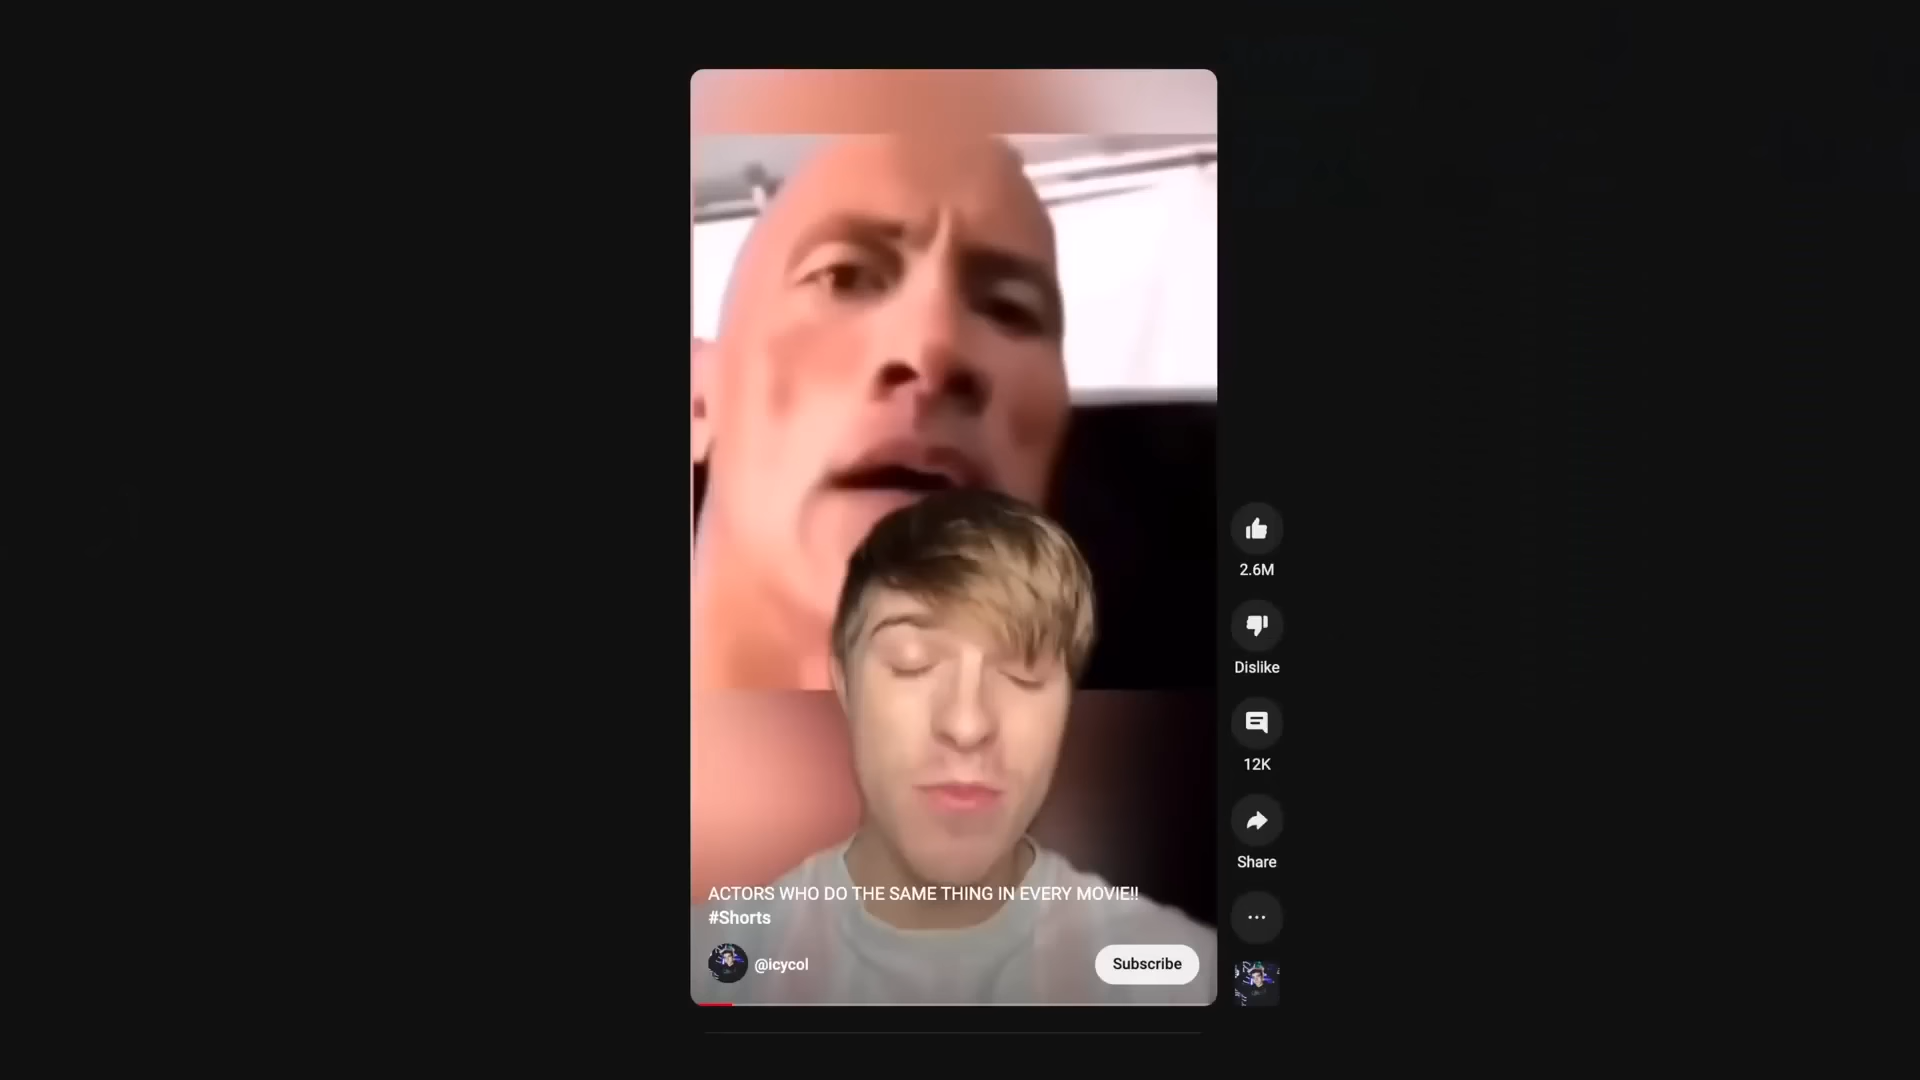 2.6M
Dislike
12K
Share
ACTORS WHO DO THE SAME THING IN EVERY MOVIE!!
#Shorts
@icycol
Subscribe